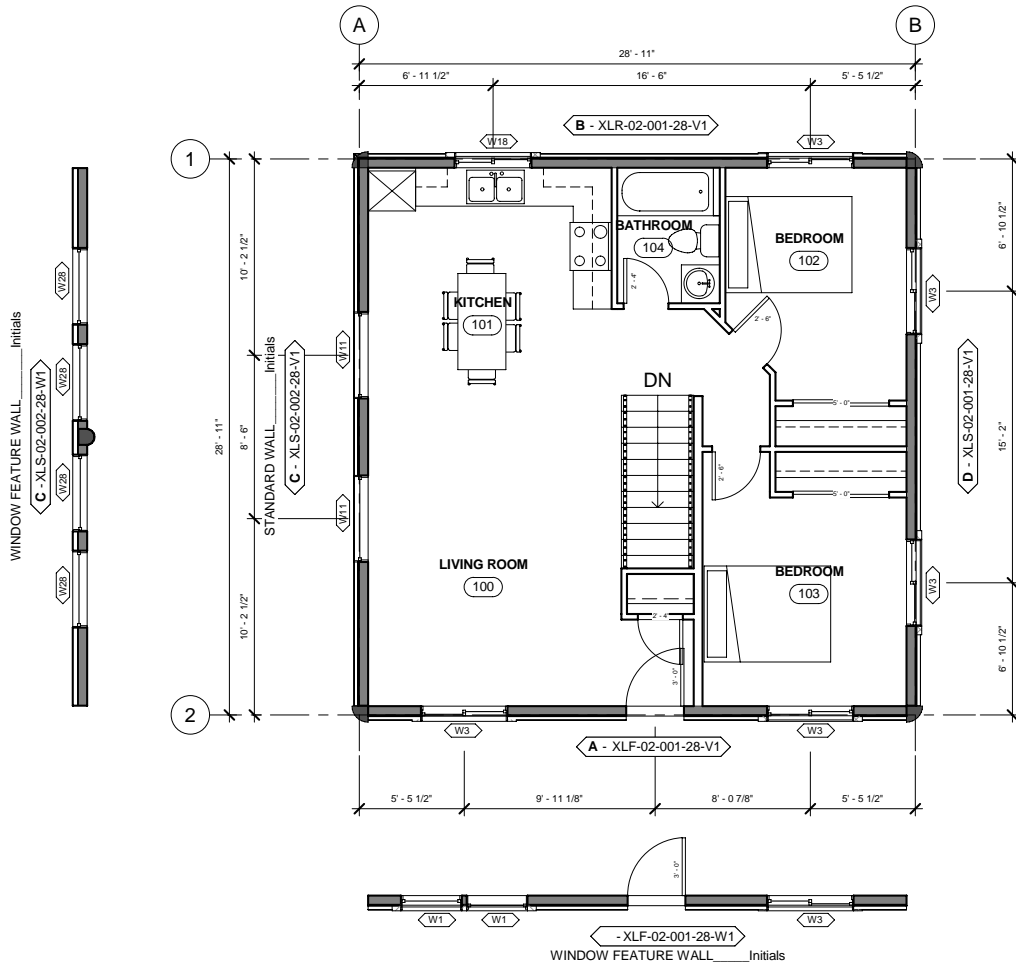 A
B
28' - 11"
6' - 11 1/2"
16' - 6"
5' - 5 1/2"
B - XLR-02-001-28-V1
W18
W3
1
BATHROOM
104
BEDROOM
102
2' - 4"
KITCHEN
101
2' - 6"
DN
5' - 0"
5' - 0"
2' - 6"
LIVING ROOM
100
BEDROOM
103
2' - 4"
3' - 0"
WINDOW FEATURE WALL_____Initials
C - XLS-02-002-28-W1
W28
W28
W28
W28
28' - 11"
10' - 2 1/2"
8' - 6"
10' - 2 1/2"
STANDARD WALL_____Initials
C - XLS-02-002-28-V1
W11
W11
W3
W3
D - XLS-02-001-28-V1
6' - 10 1/2"
15' - 2"
6' - 10 1/2"
2
W3
W3
A - XLF-02-001-28-V1
5' - 5 1/2"
9' - 11 1/8"
8' - 0 7/8"
5' - 5 1/2"
3' - 0"
W1
W1
W3
- XLF-02-001-28-W1
WINDOW FEATURE WALL_____Initials